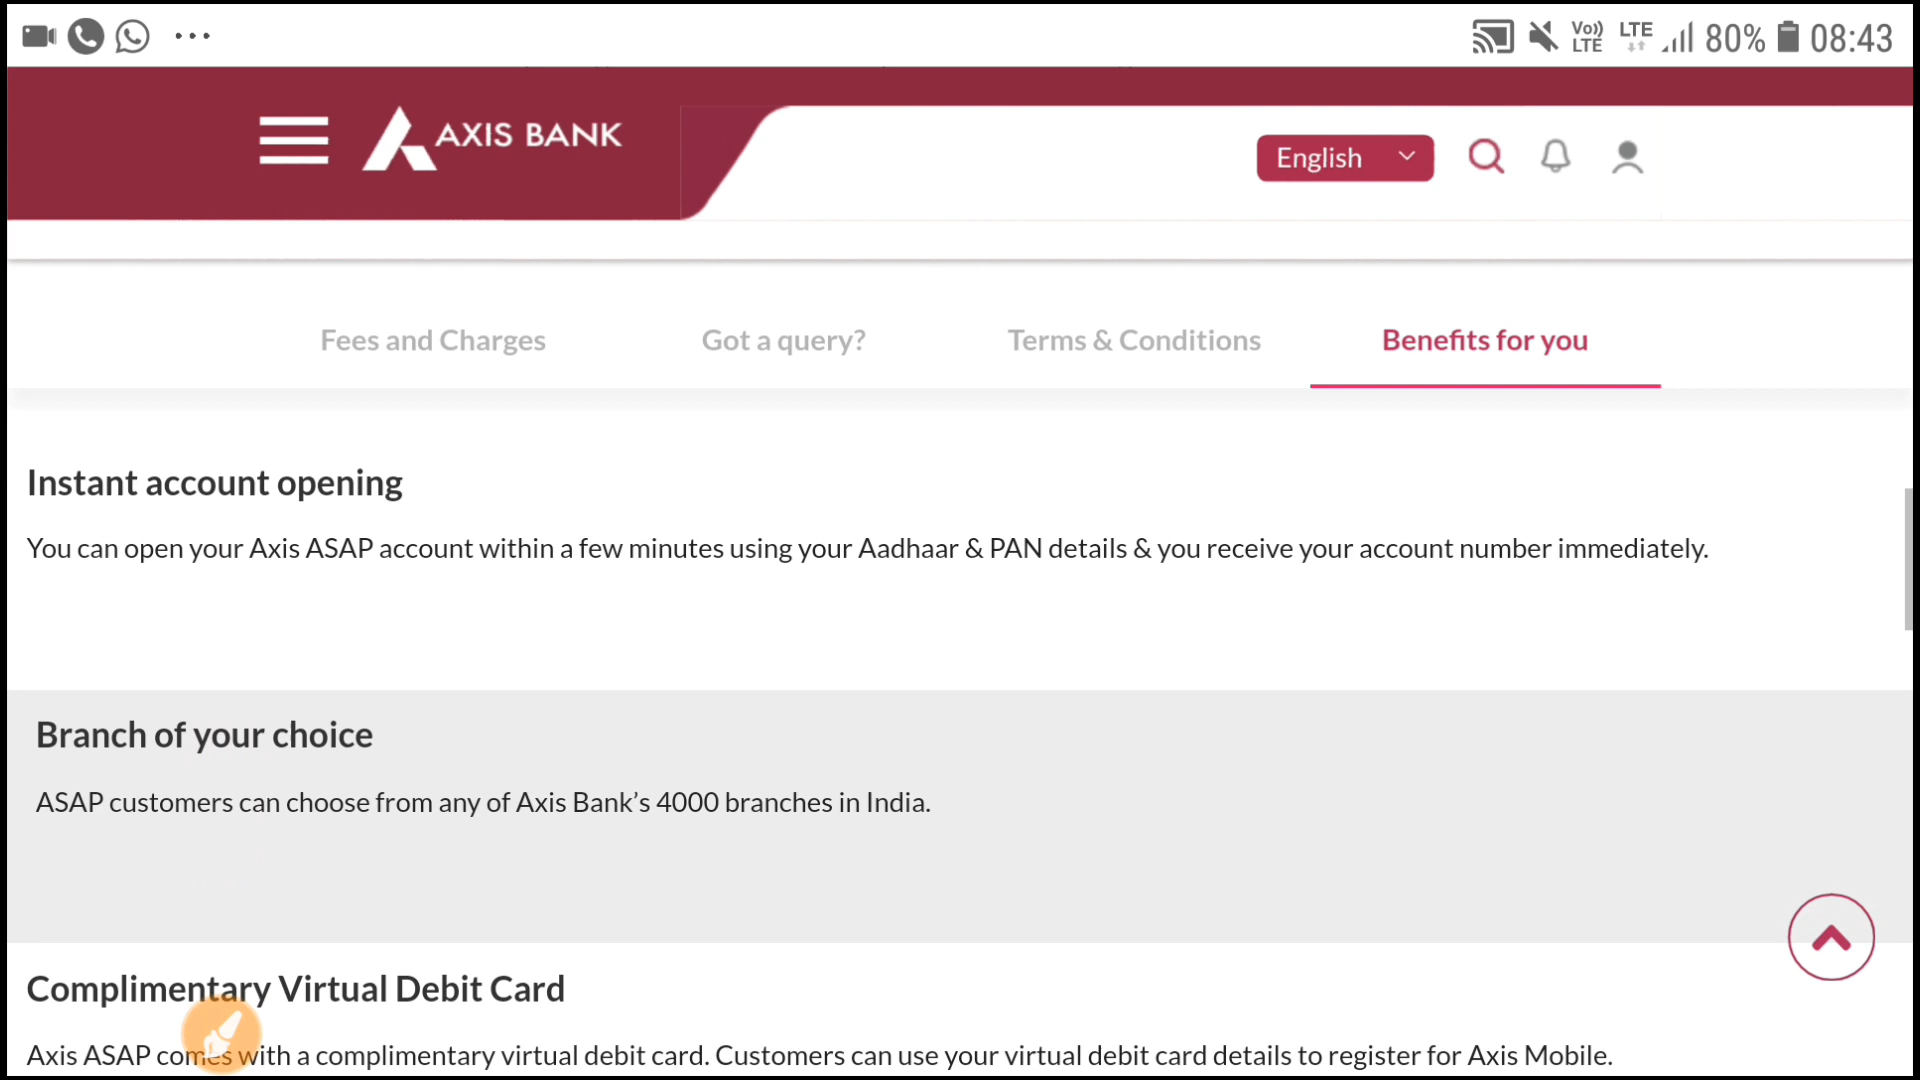 Vo)) LTE LTE 80% 08:43
AXIS BANK
English
Fees and Charges Got a query? Terms & Conditions Benefits for you
Instant account opening
You can open your Axis ASAP account within a few minutes using your Aadhaar & PAN details & you receive your account number immediately.
Branch of your choice
ASAP customers can choose from any of Axis Bank’s 4000 branches in India.
Complimentary Virtual Debit Card
Axis ASAP comes with a complimentary virtual debit card. Customers can use your virtual debit card details to register for Axis Mobile.